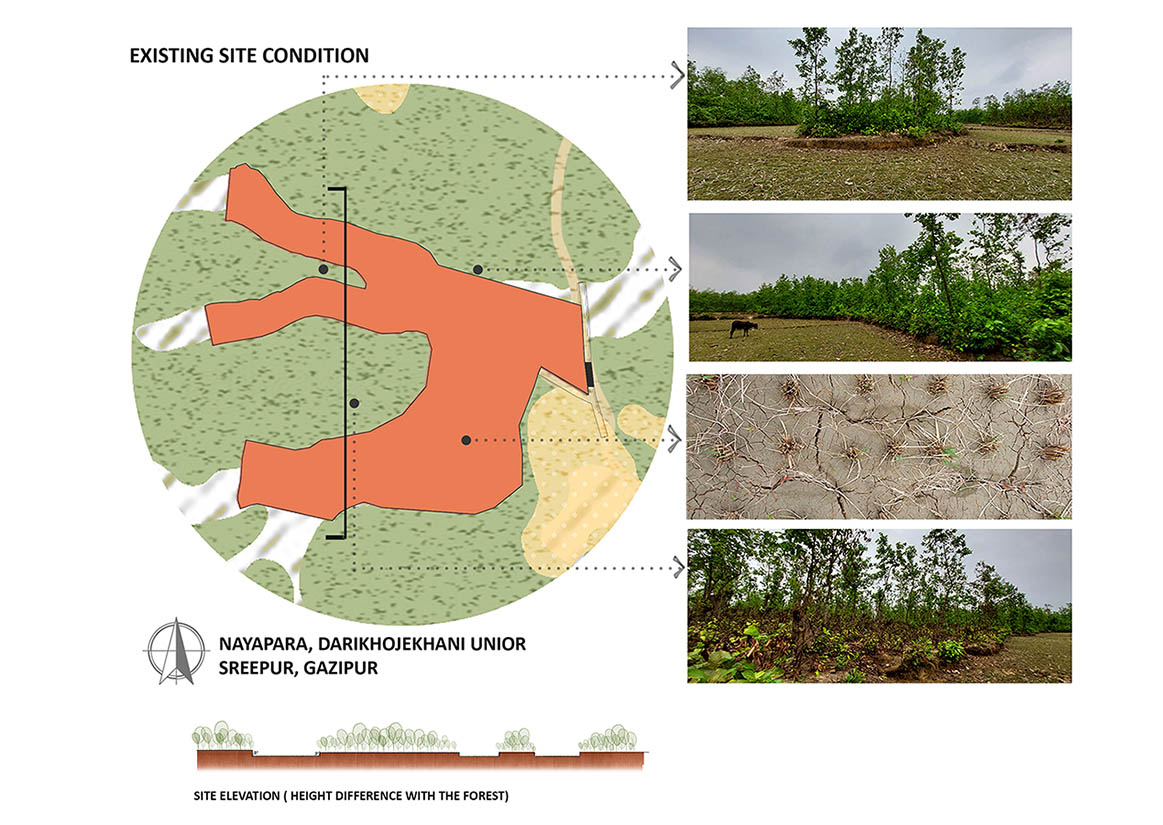 EXISTING SITE CONDITION
NAYAPARA, DARIKHOJEKHANI UNIOR
SREEPUR, GAZIPUR
SITE ELEVATION ( HEIGHT DIFFERENCE WITH THE FOREST)